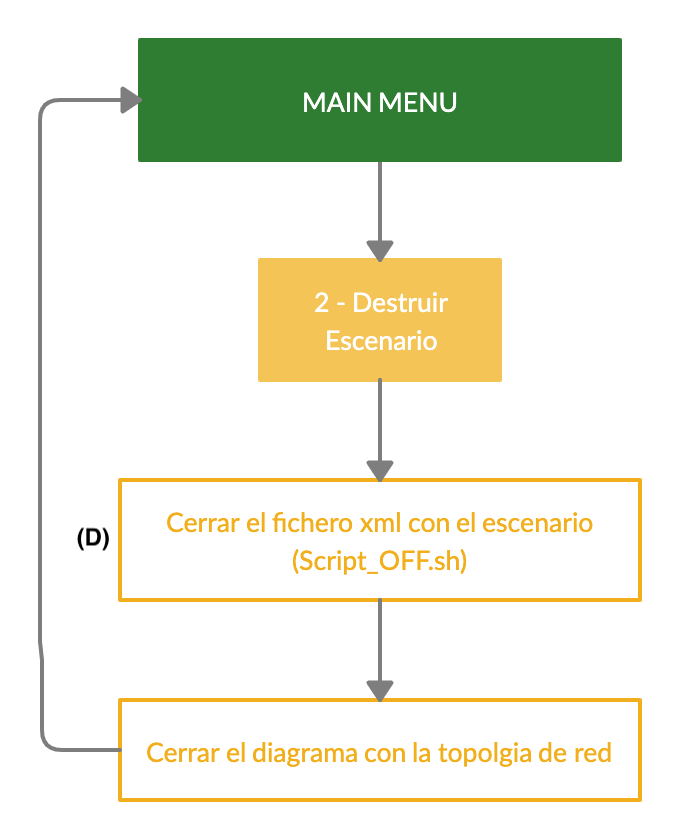 MAIN MENU
2 - Destruir
Escenario
Cerrar el fichero xml con el escenario
(Script_OFF.sh)
(D)
Cerrar el diagrama con la topolgia de red